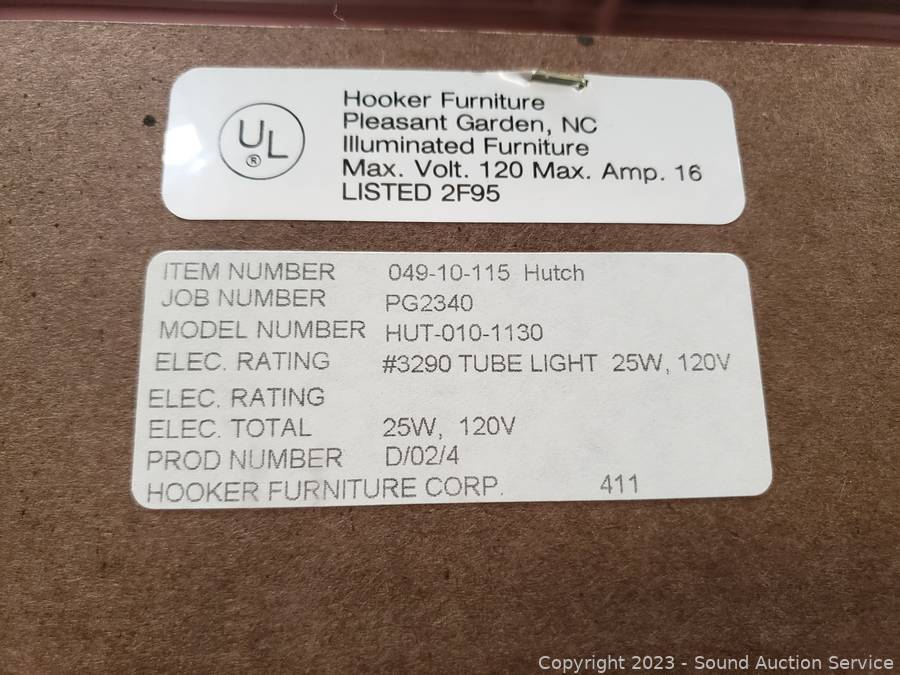 UL
®
Hooker Furniture
Pleasant Garden, NC
Illuminated Furniture
Max. Volt. 120 Max. Amp. 16
LISTED 2F95
ITEM NUMBER 049-10-115 Hutch
JOB NUMBER PG2340
MODEL NUMBER HUT-010-1130
ELEC. RATING #3290 TUBE LIGHT 25W, 120V
ELEC. RATING
ELEC. TOTAL 25W, 120V
PROD NUMBER D/02/4
HOOKER FURNITURE CORP. 411
Copyright 2023 - Sound Auction Service